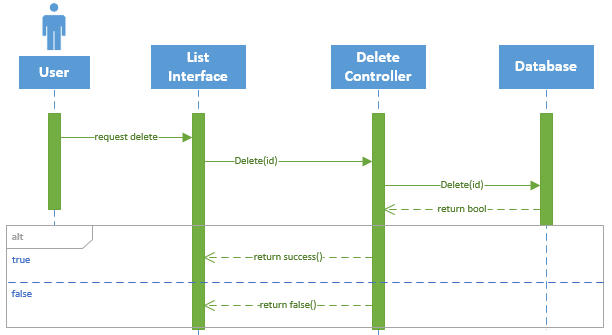 User
List
Interface
Delete
Controller
Database
request delete
Delete(id)
Delete(id)
return bool
alt
true
return success()
false
return false()